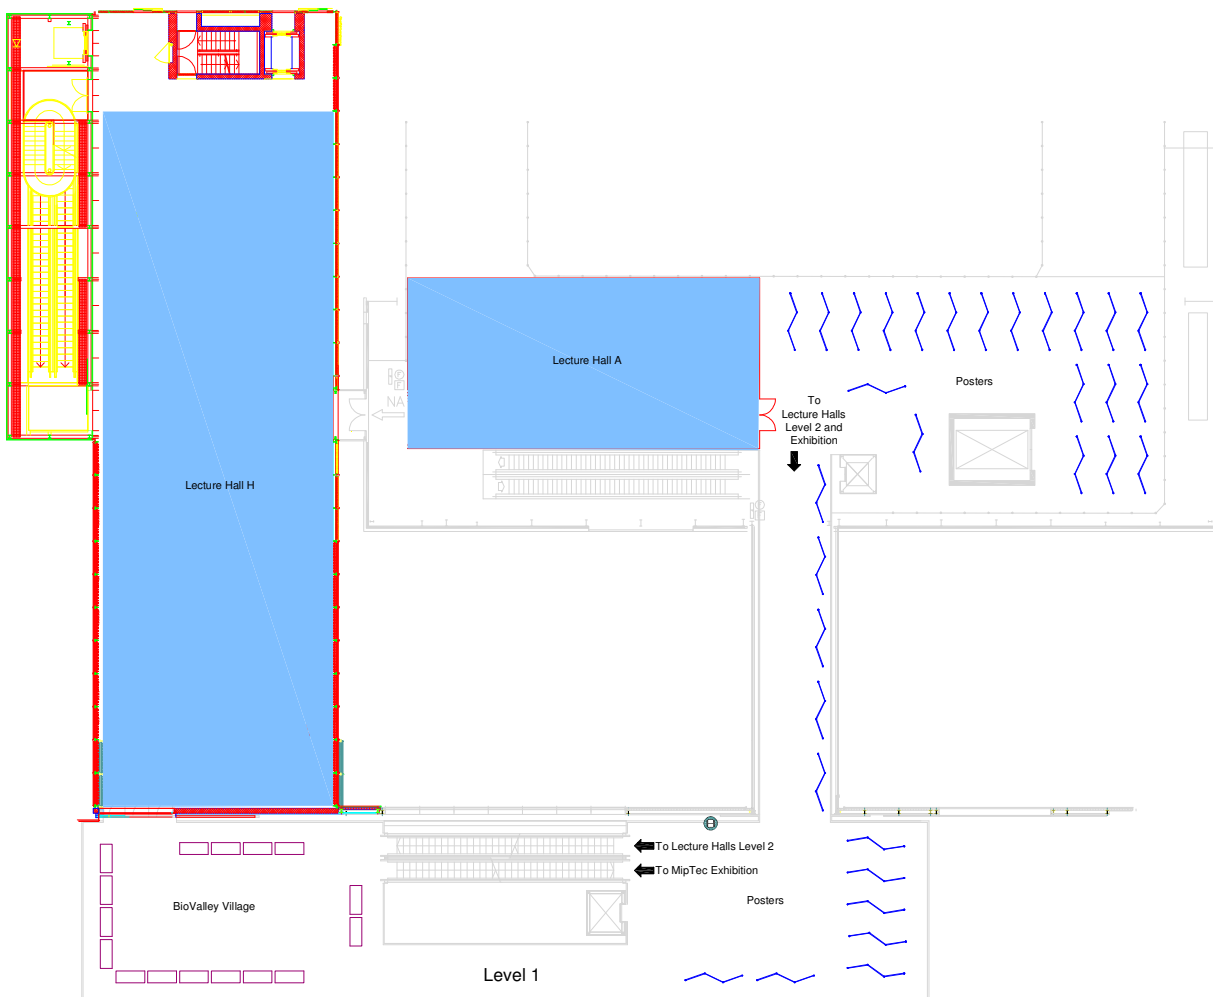 Lecture Hall A
Posters
NA
To
Lecture Halls
Level 2 and
Exhibition
Lecture Hall H
To Lecture Halls Level 2
To MipTec Exhibition
BioValley Village
Posters
Level 1